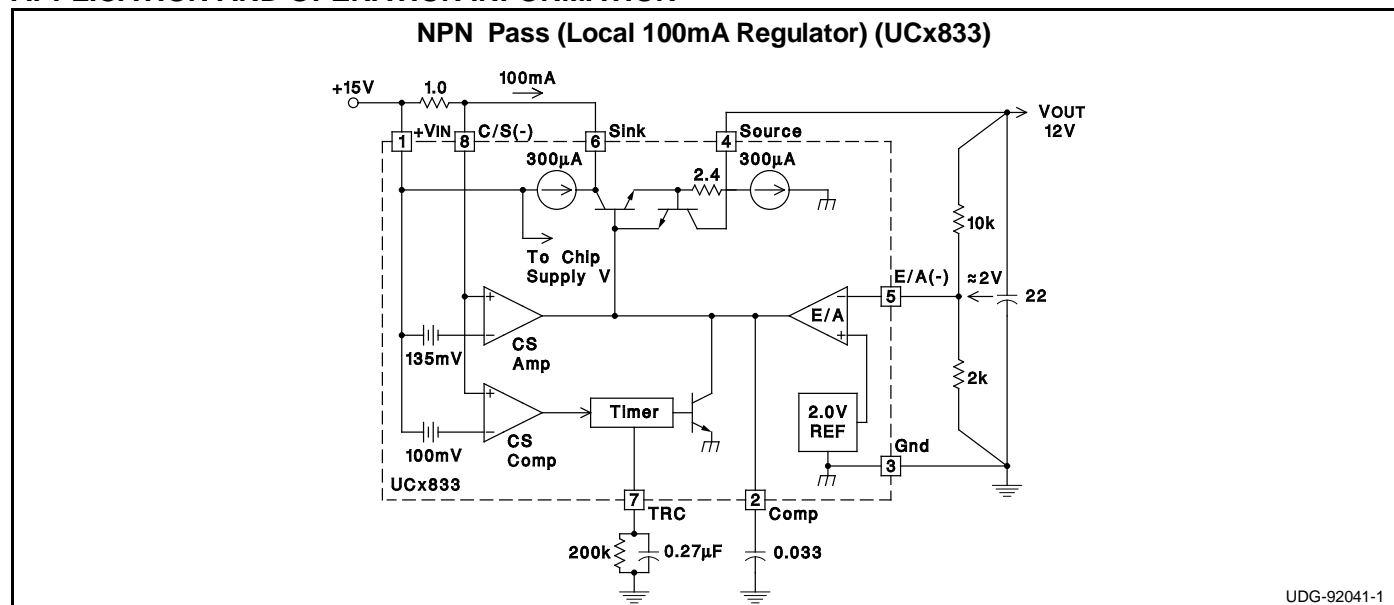 NPN Pass (Local 100mA Regulator) (UCx833)
+15V
1.0
100mA
VOUT
12V
1
+VIN
8
C/S(-)
6
Sink
4
Source
300µA
2.4
300µA
10k
To Chip
Supply V
E/A(-)
≈2V
5
22
+
−
CS
Amp
135mV
E/A
−
+
2k
+
−
CS
Comp
100mV
Timer
2.0V
REF
Gnd
3
UCx833
7
TRC
2
Comp
200k
0.27µF
0.033
UDG-92041-1